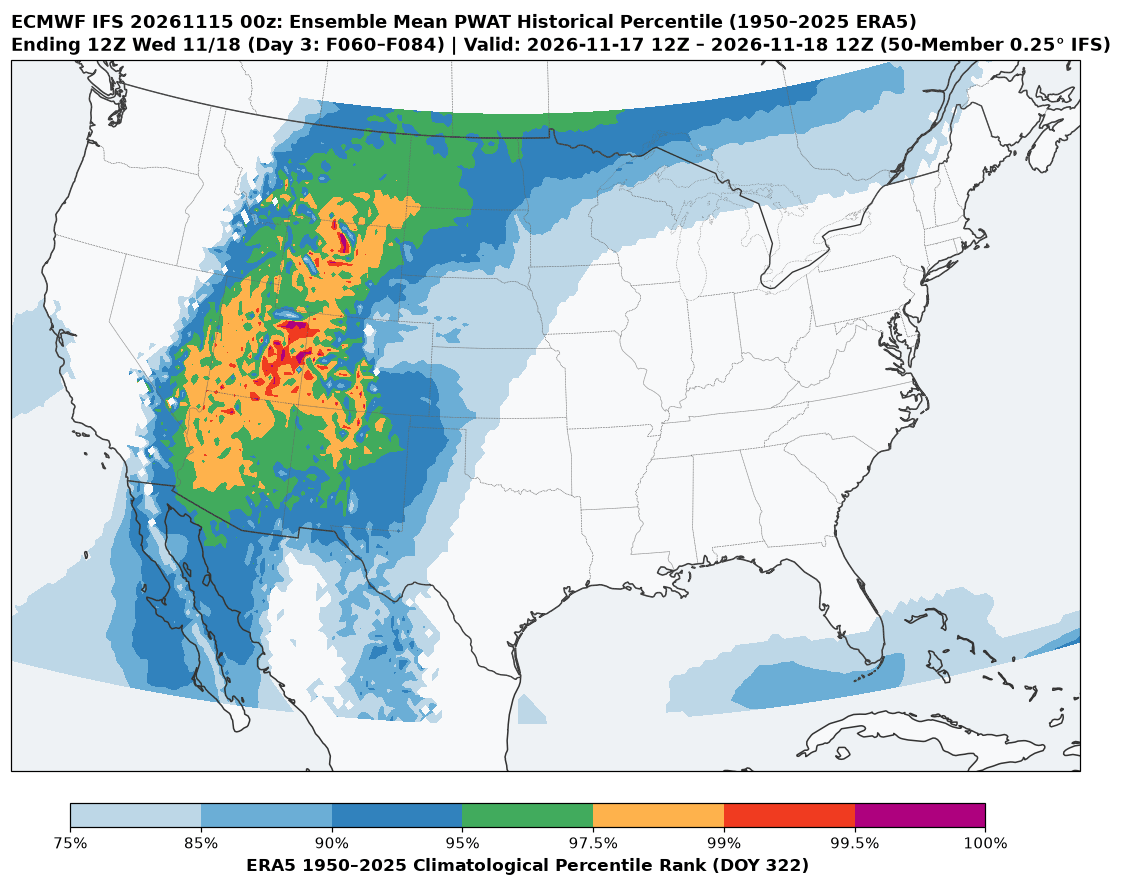 ECMWF IFS 20261115 00z: Ensemble Mean PWAT Historical Percentile (1950–2025 ERA5)
Ending 12Z Wed 11/18 (Day 3: F060–F084) | Valid: 2026-11-17 12Z – 2026-11-18 12Z (50-Member 0.25° IFS)
75% 85% 90% 95% 97.5% 99% 99.5% 100%
ERA5 1950–2025 Climatological Percentile Rank (DOY 322)